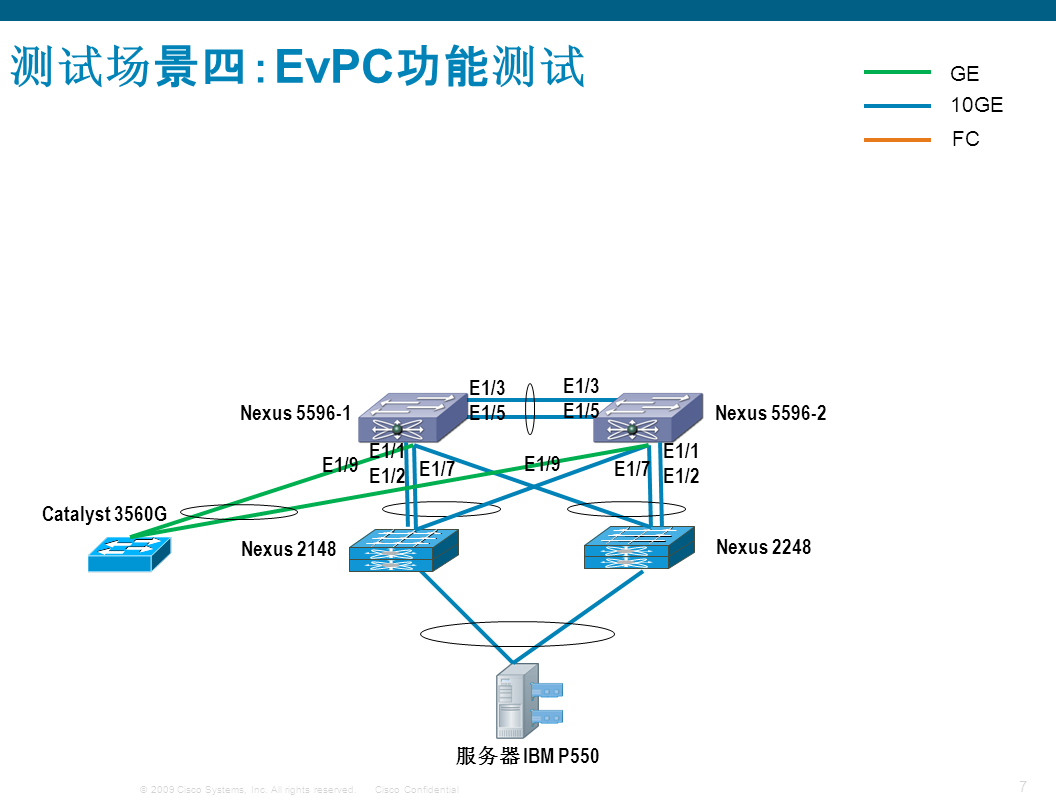 测试场景四：EvPC功能测试
GE
10GE
FC
E1/3
E1/5
E1/3
E1/5
Nexus 5596-1
Nexus 5596-2
E1/1
E1/2
E1/9
E1/7
E1/9
E1/7
E1/1
E1/2
Catalyst 3560G
Nexus 2148
Nexus 2248
服务器 IBM P550
© 2009 Cisco Systems, Inc. All rights reserved. Cisco Confidential
7